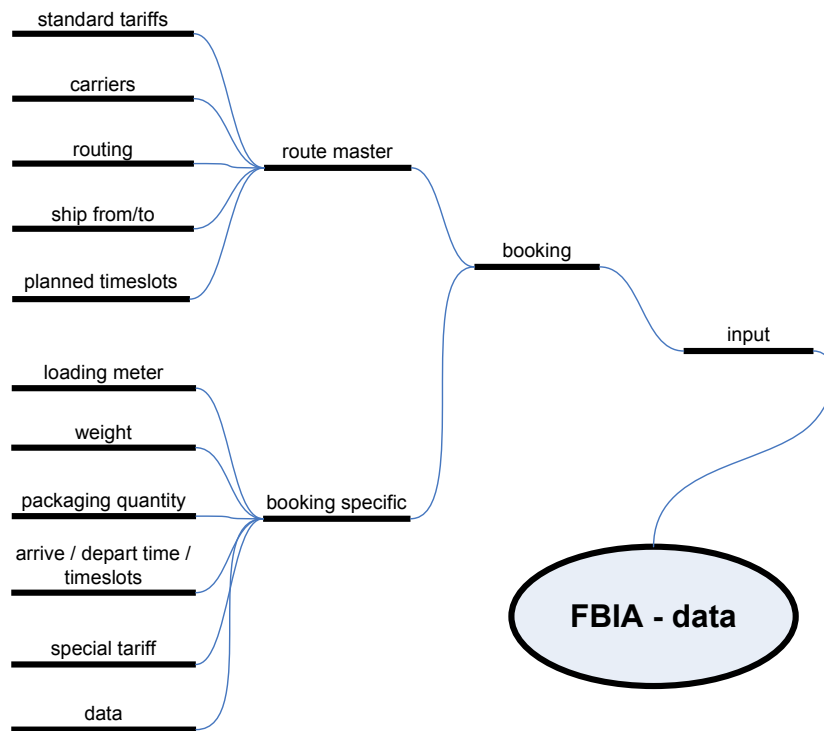 standard tariffs
carriers
routing
ship from/to
planned timeslots
route master
booking
input
loading meter
weight
packaging quantity
arrive / depart time /
timeslots
special tariff
data
booking specific
FBIA - data